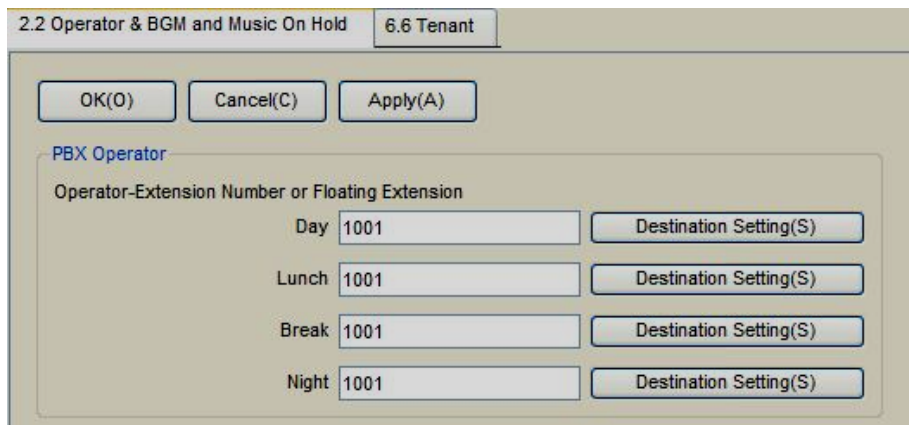 2.2 Operator & BGM and Music On Hold 6.6 Tenant
OK(O) Cancel(C) Apply(A)
PBX Operator
Operator-Extension Number or Floating Extension
Day 1001 Destination Setting(S)
Lunch 1001 Destination Setting(S)
Break 1001 Destination Setting(S)
Night 1001 Destination Setting(S)